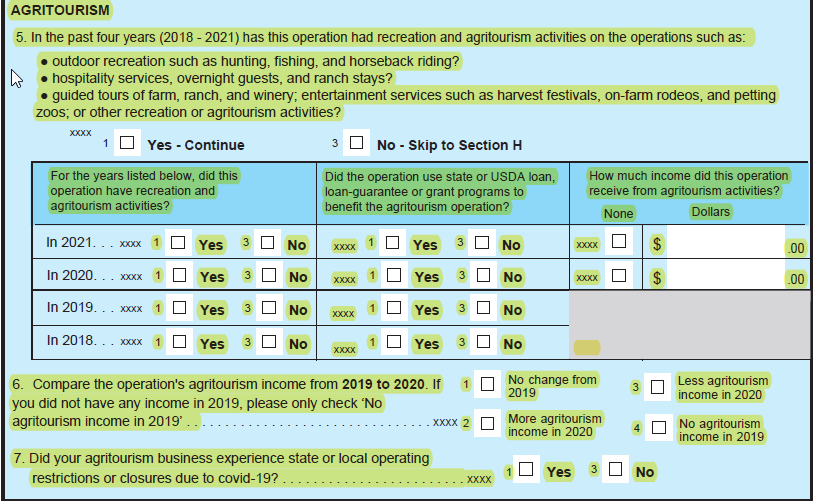 AGRITOURISM
5. In the past four years (2018 - 2021) has this operation had recreation and agritourism activities on the operations such as:
● outdoor recreation such as hunting, fishing, and horseback riding?
● hospitality services, overnight guests, and ranch stays?
● guided tours of farm, ranch, and winery; entertainment services such as harvest festivals, on-farm rodeos, and petting
zoos; or other recreation or agritourism activities?
xxxx 1 Yes - Continue 3 No - Skip to Section H
For the years listed below, did this
operation have recreation and
agritourism activities?
Did the operation use state or USDA loan,
loan-guarantee or grant programs to
benefit the agritourism operation?
How much income did this operation
receive from agritourism activities?
None Dollars
In 2021. . . xxxx 1 Yes 3 No xxxx 1 Yes 3 No xxxx $ .00
In 2020. . . xxxx 1 Yes 3 No xxxx 1 Yes 3 No xxxx $ .00
In 2019. . . xxxx 1 Yes 3 No xxxx 1 Yes 3 No
In 2018. . . xxxx 1 Yes 3 No xxxx 1 Yes 3 No
6. Compare the operation's agritourism income from 2019 to 2020. If
you did not have any income in 2019, please only check 'No
agritourism income in 2019' . . . . . . . . . . . . . . . . . . . . . . . . . . . . . . . . xxxx
1 No change from
2019
3 Less agritourism
income in 2020
2 More agritourism
income in 2020
4 No agritourism
income in 2019
7. Did your agritourism business experience state or local operating
restrictions or closures due to covid-19? . . . . . . . . . . . . . . . . . . . . . . . . . xxxx 1 Yes 3 No